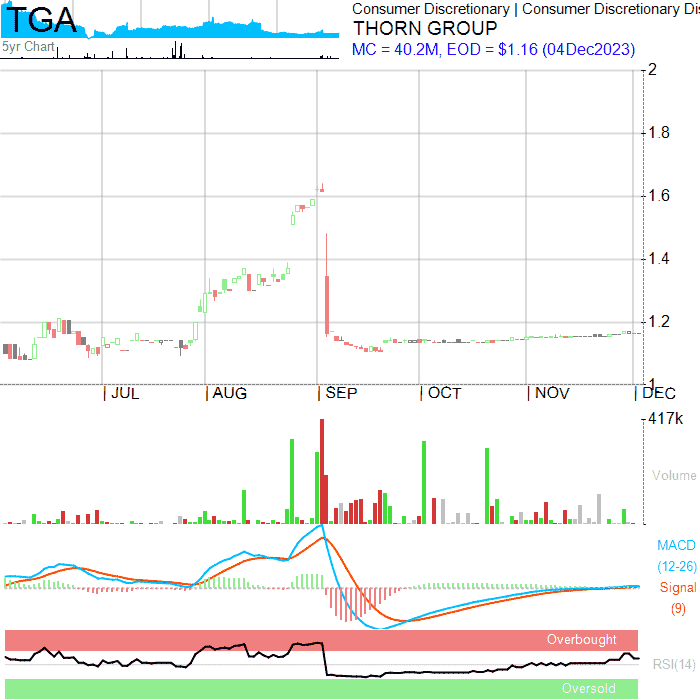 TGA
5yr Chart
Consumer Discretionary | Consumer Discretionary Dis
THORN GROUP
MC = 40.2M, EOD = $1.16 (04Dec2023)
2
1.8
1.6
1.4
1.2
1
| JUL | AUG | SEP | OCT | NOV | DEC
417k
Volume
MACD
(12-26)
Signal
(9)
Overbought
RSI(14)
Oversold